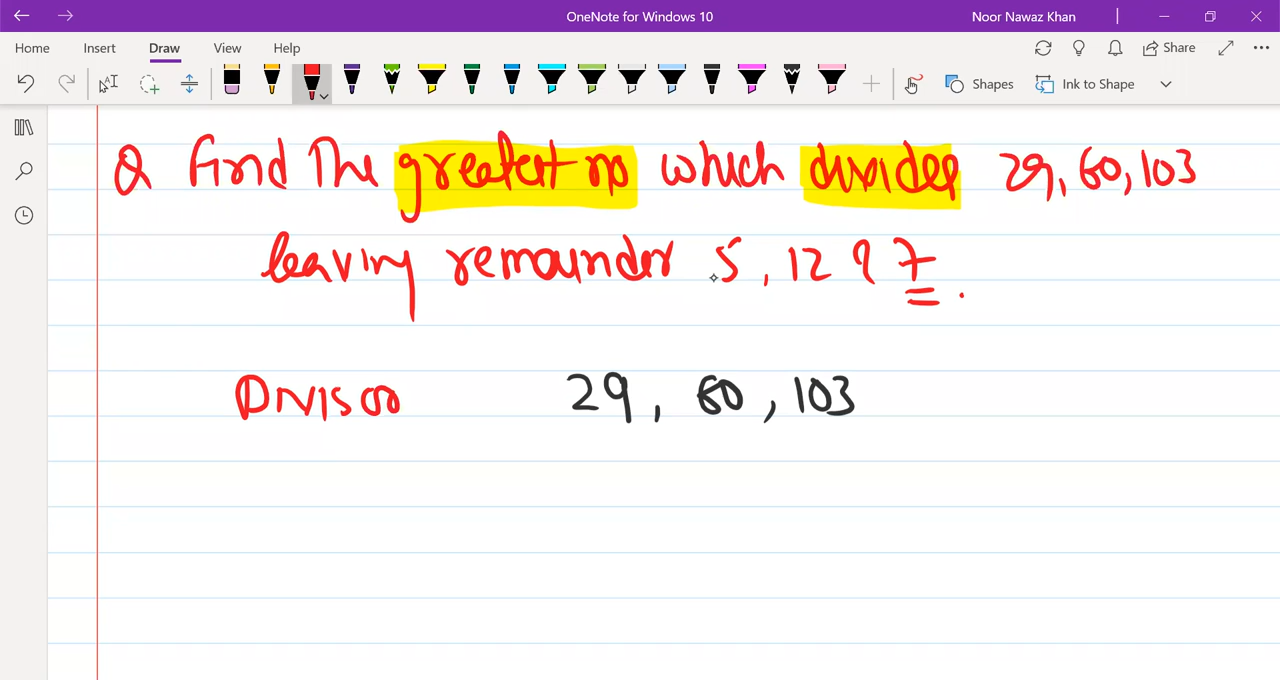 OneNote for Windows 10
Noor Nawaz Khan
Home Insert Draw View Help
Share
Shapes
Ink to Shape
Q Find The greatest no which divides 29, 60, 103
leaving remainder 5, 12 & 7.
Divisor 29, 60, 103